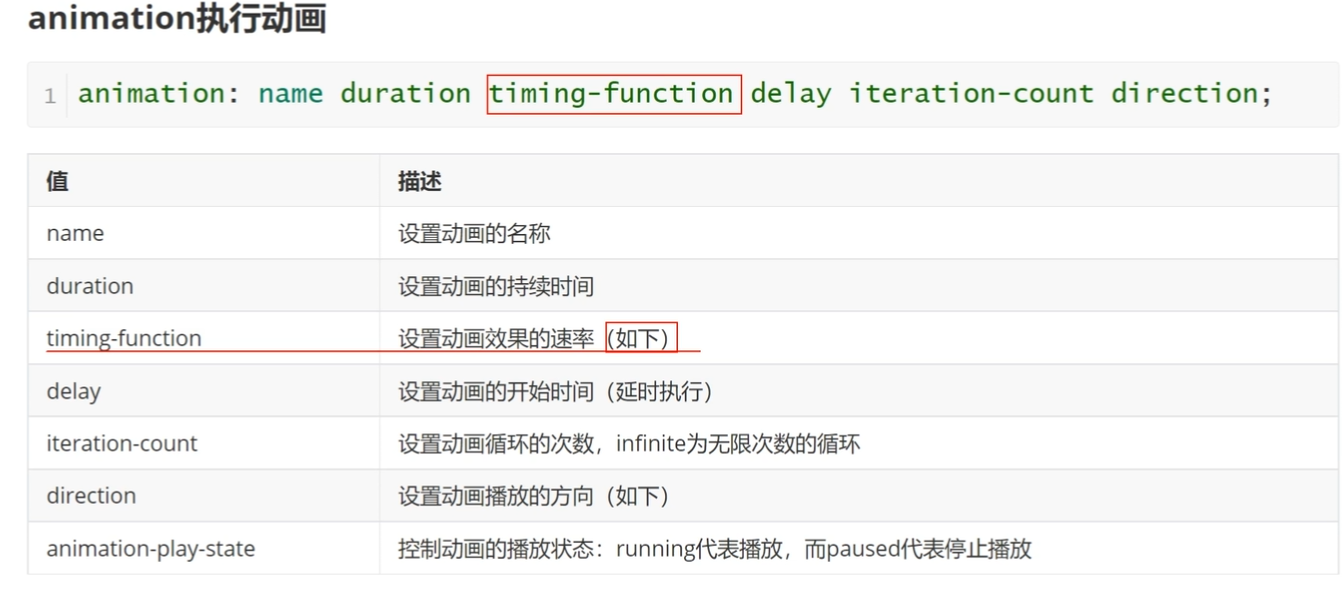 animation执行动画
1 animation: name duration timing-function delay iteration-count direction;
值 描述
name 设置动画的名称
duration 设置动画的持续时间
timing-function 设置动画效果的速率（如下）
delay 设置动画的开始时间（延时执行）
iteration-count 设置动画循环的次数，infinite为无限次数的循环
direction 设置动画播放的方向（如下）
animation-play-state 控制动画的播放状态：running代表播放，而paused代表停止播放